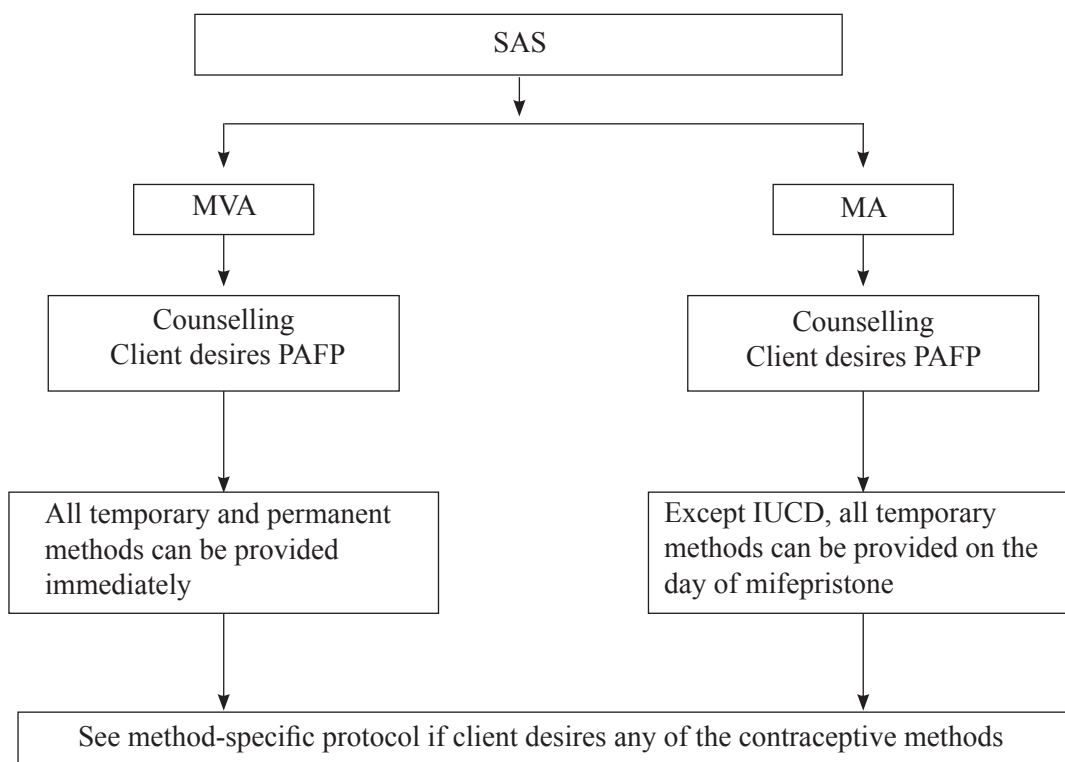 SAS
MVA
MA
Counselling
Client desires PAFP
Counselling
Client desires PAFP
All temporary and permanent
methods can be provided
immediately
Except IUCD, all temporary
methods can be provided on the
day of mifepristone
See method-specific protocol if client desires any of the contraceptive methods